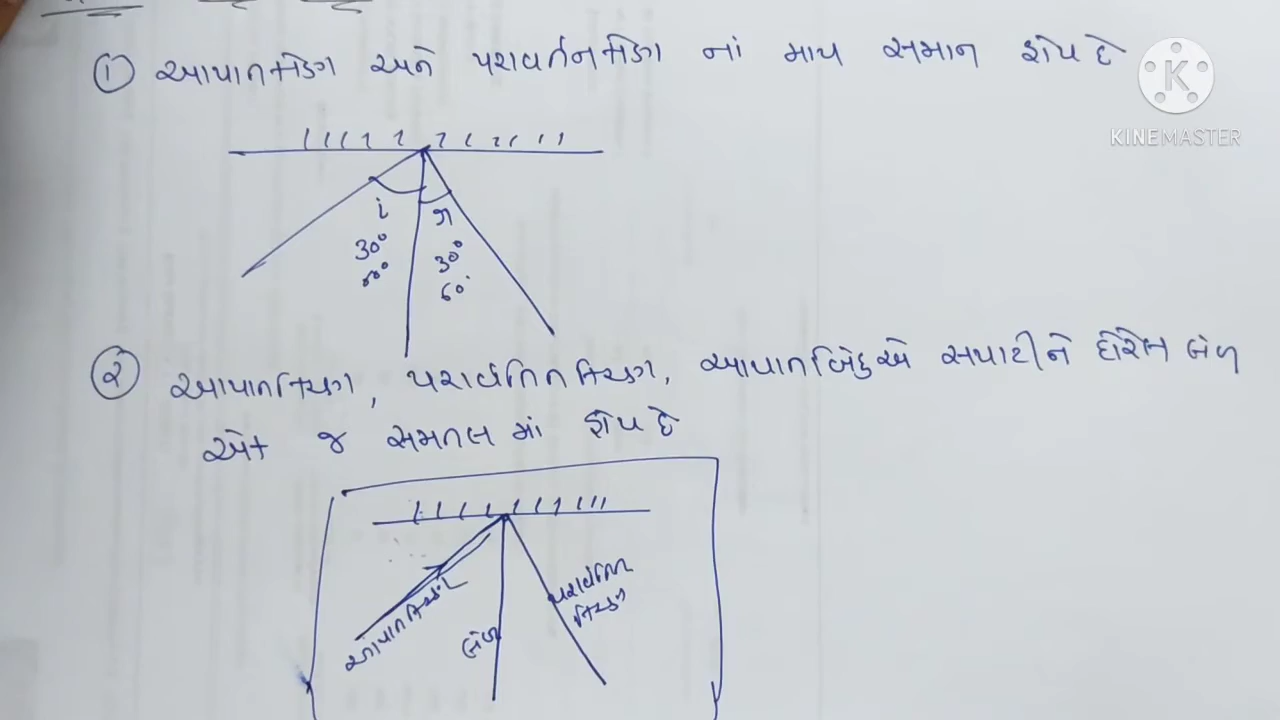 ① આપાતકોણ અને પરાવર્તનકોણ નાં માપ સમાન હોય છે
KINEMASTER
i
r
30°
30°
60°
60°
② આપાતકિરણ, પરાવર્તિતકિરણ, આપાતબિંદુએ સપાટીને દોરેલ લંબ
એક જ સમતલ માં હોય છે
આપાતકિરણ
લંબ
પરાવર્તિત
કિરણ